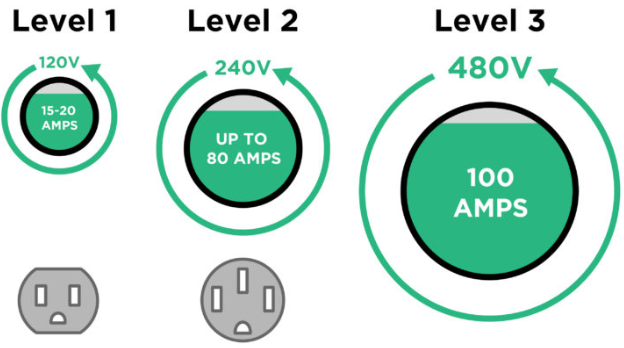 Level 1
120V
15-20
AMPS
Level 2
240V
UP TO
80 AMPS
Level 3
480V
100
AMPS